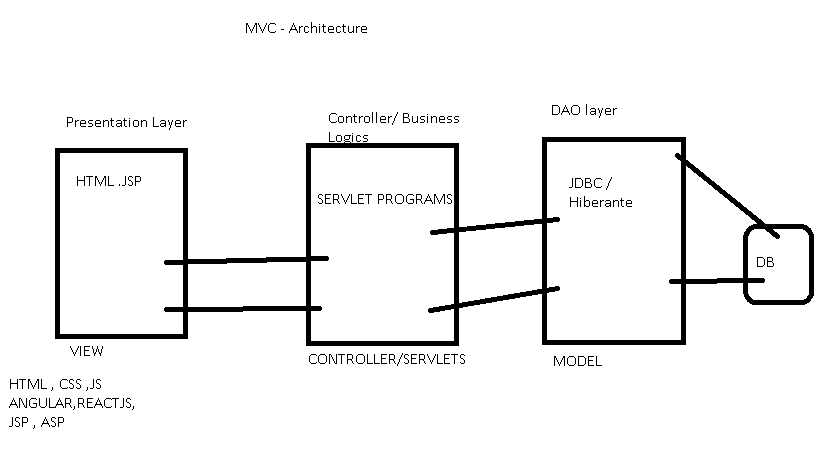 MVC - Architecture
Presentation Layer
HTML .JSP
VIEW
HTML , CSS ,JS
ANGULAR,REACTJS,
JSP , ASP
Controller/ Business
Logics
SERVLET PROGRAMS
CONTROLLER/SERVLETS
DAO layer
JDBC /
Hiberante
MODEL
DB